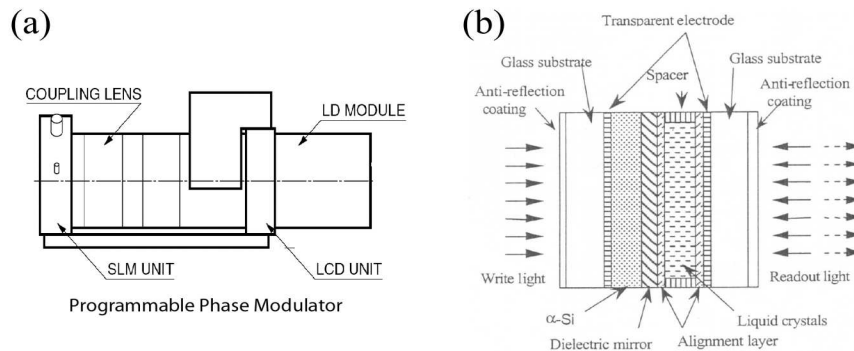 (a)
COUPLING LENS
LD MODULE
SLM UNIT
LCD UNIT
Programmable Phase Modulator
(b)
Transparent electrode
Glass substrate
Glass substrate
Spacer
Anti-reflection
coating
Anti-reflection
coating
Write light
Readout light
α-Si
Liquid crystals
Dielectric mirror
Alignment layer